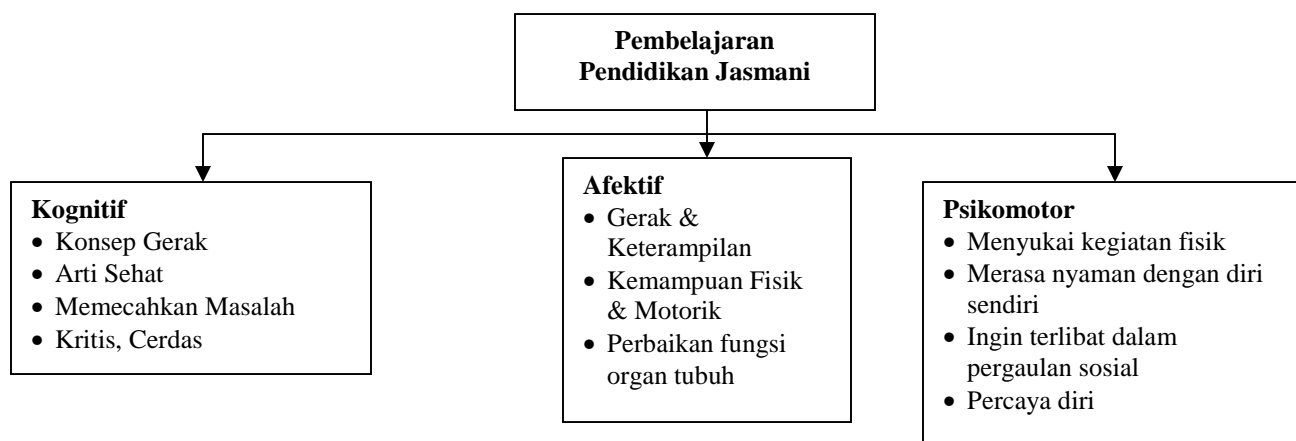 Pembelajaran
Pendidikan Jasmani
Kognitif
• Konsep Gerak
• Arti Sehat
• Memecahkan Masalah
• Kritis, Cerdas
Afektif
• Gerak &
Keterampilan
• Kemampuan Fisik
& Motorik
• Perbaikan fungsi
organ tubuh
Psikomotor
• Menyukai kegiatan fisik
• Merasa nyaman dengan diri
sendiri
• Ingin terlibat dalam
pergaulan sosial
• Percaya diri